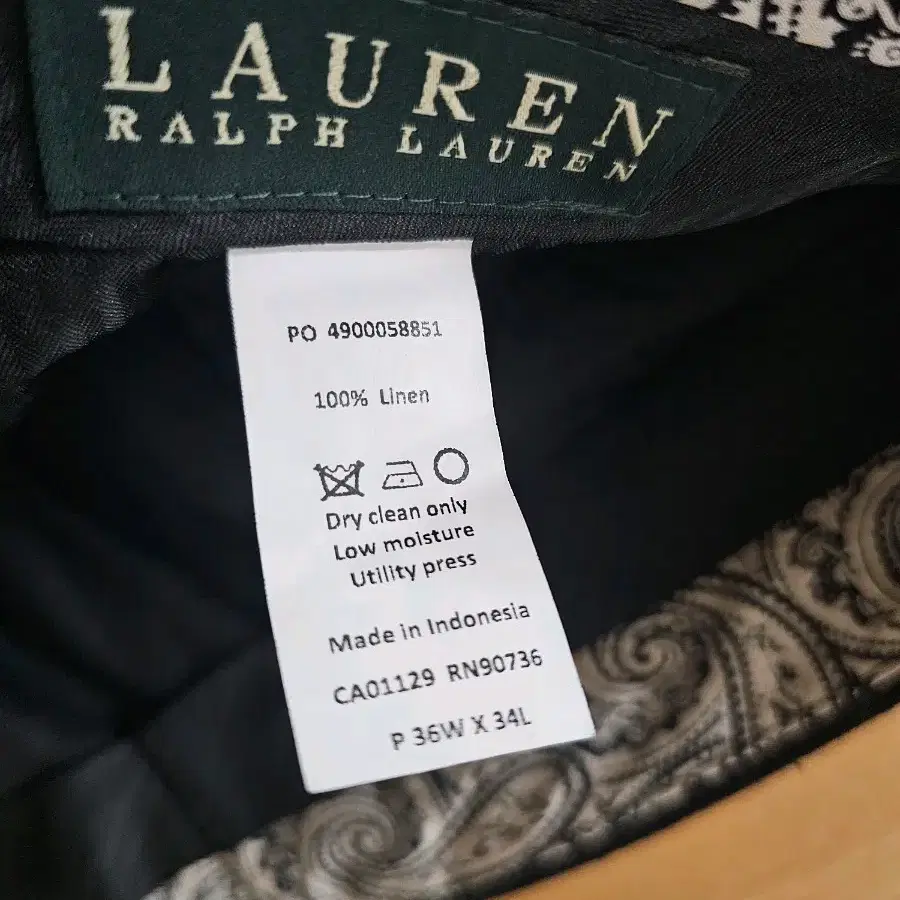 LAUREN
RALPH LAUREN
PO 4900058851
100% Linen
Dry clean only
Low moisture
Utility press
Made in Indonesia
CA01129 RN90736
P 36W X 34L